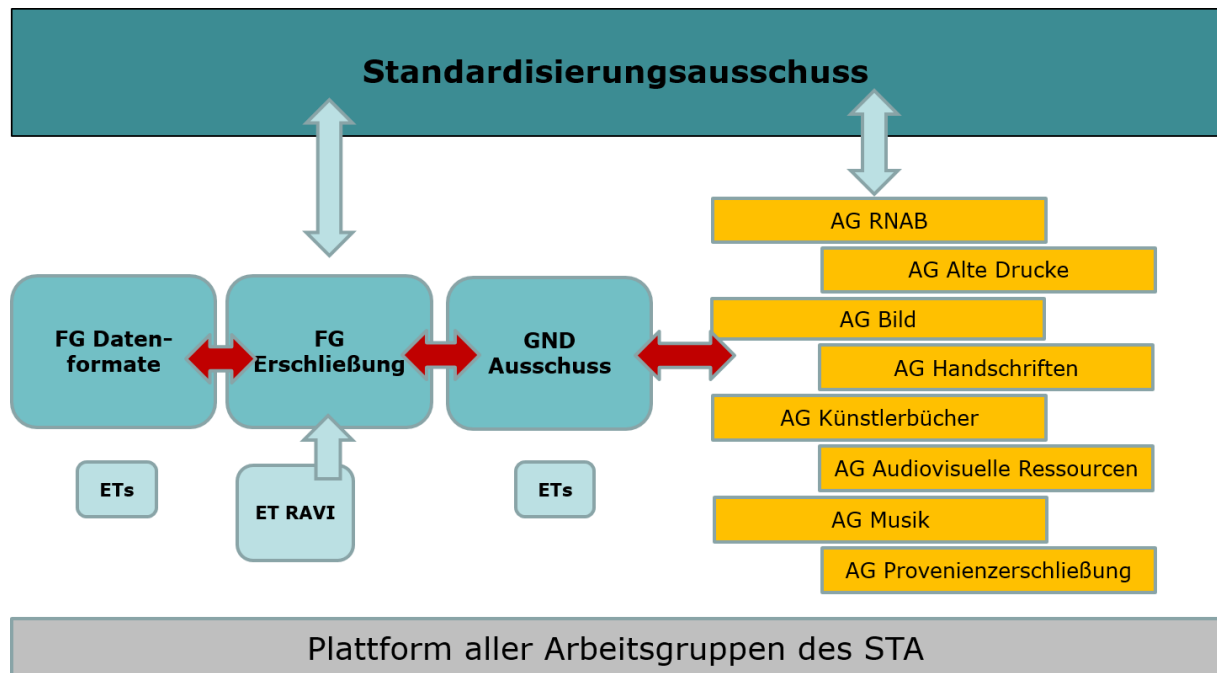 Standardisierungsausschuss
FG Daten-
formate
FG
Erschließung
GND
Ausschuss
ETs
ET RAVI
ETs
AG RNAB
AG Alte Drucke
AG Bild
AG Handschriften
AG Künstlerbücher
AG Audiovisuelle Ressourcen
AG Musik
AG Provenienzerschließung
Plattform aller Arbeitsgruppen des STA